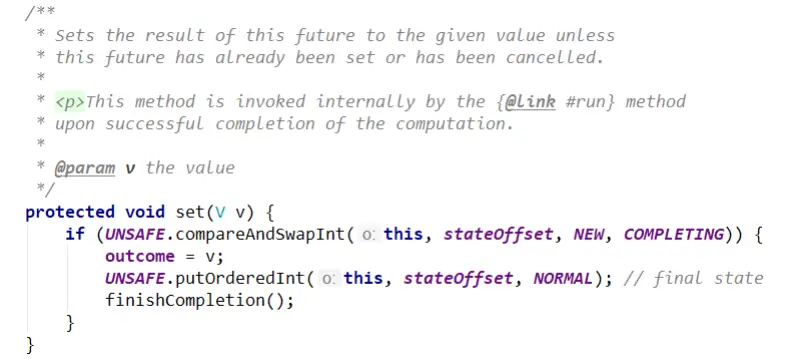 /**
* Sets the result of this future to the given value unless
* this future has already been set or has been cancelled.
*
* <p>This method is invoked internally by the {@link #run} method
* upon successful completion of the computation.
*
* @param v the value
*/
protected void set(V v) {
if (UNSAFE.compareAndSwapInt( o: this, stateOffset, NEW, COMPLETING)) {
outcome = v;
UNSAFE.putOrderedInt( o: this, stateOffset, NORMAL); // final state
finishCompletion();
}
}